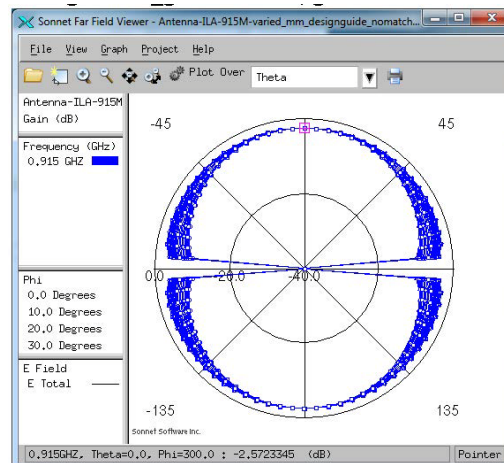 Sonnet Far Field Viewer - Antenna-ILA-915M-varied_mm_designguide_nomatch...
File View Graph Project Help
Plot Over Theta
Antenna-ILA-915M
Gain (dB)
Frequency (GHz)
0.915 GHZ
Phi
0.0 Degrees
10.0 Degrees
20.0 Degrees
30.0 Degrees
E Field
E Total
-45
45
0.0
-20.0
-40.0
-135
135
Sonnet Software Inc.
0.915GHZ, Theta=0.0, Phi=300.0 : -2.5723345 (dB)
Pointer